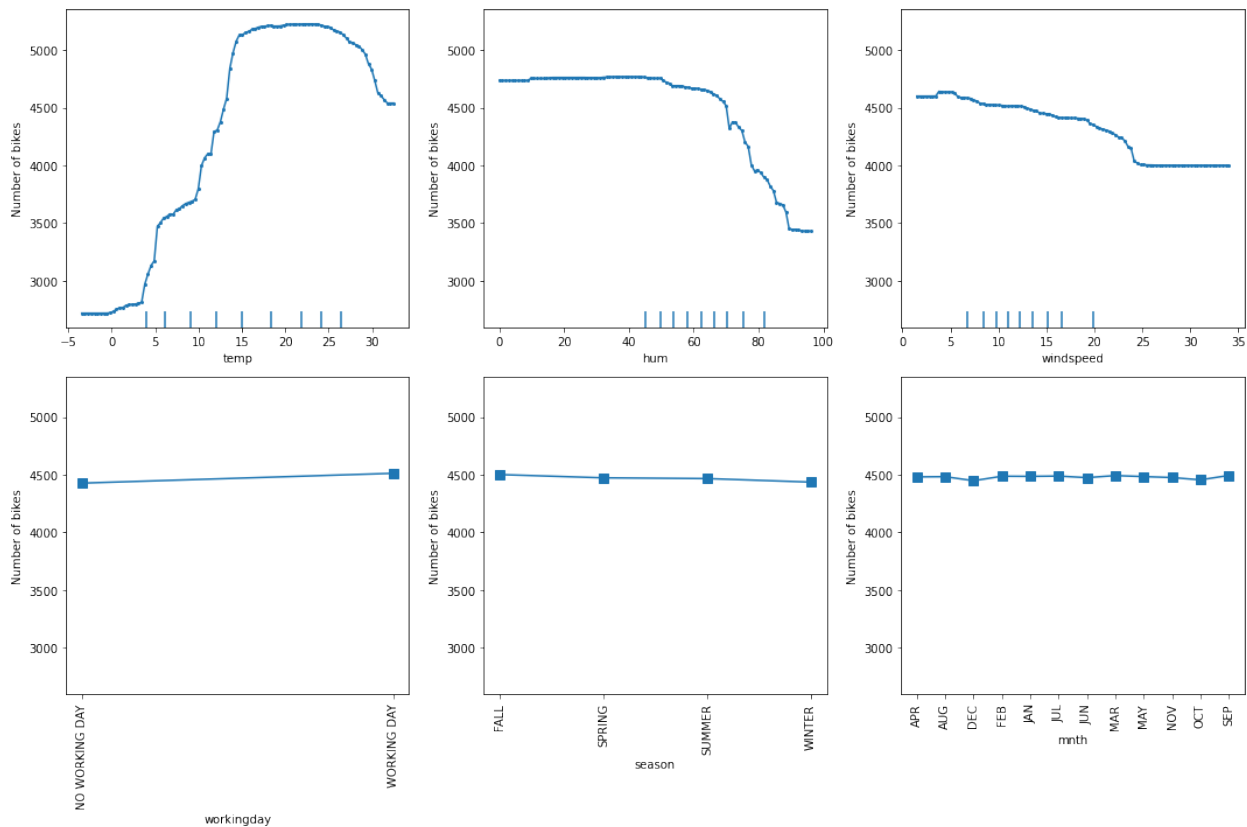 Number of bikes
5000
4500
4000
3500
3000
−5 0 5 10 15 20 25 30
temp
Number of bikes
5000
4500
4000
3500
3000
0 20 40 60 80 100
hum
Number of bikes
5000
4500
4000
3500
3000
0 5 10 15 20 25 30 35
windspeed
Number of bikes
5000
4500
4000
3500
3000
NO WORKING DAY
WORKING DAY
workingday
Number of bikes
5000
4500
4000
3500
3000
FALL
SPRING
SUMMER
WINTER
season
Number of bikes
5000
4500
4000
3500
3000
APR
AUG
DEC
FEB
JAN
JUL
JUN
MAR
MAY
NOV
OCT
SEP
mnth